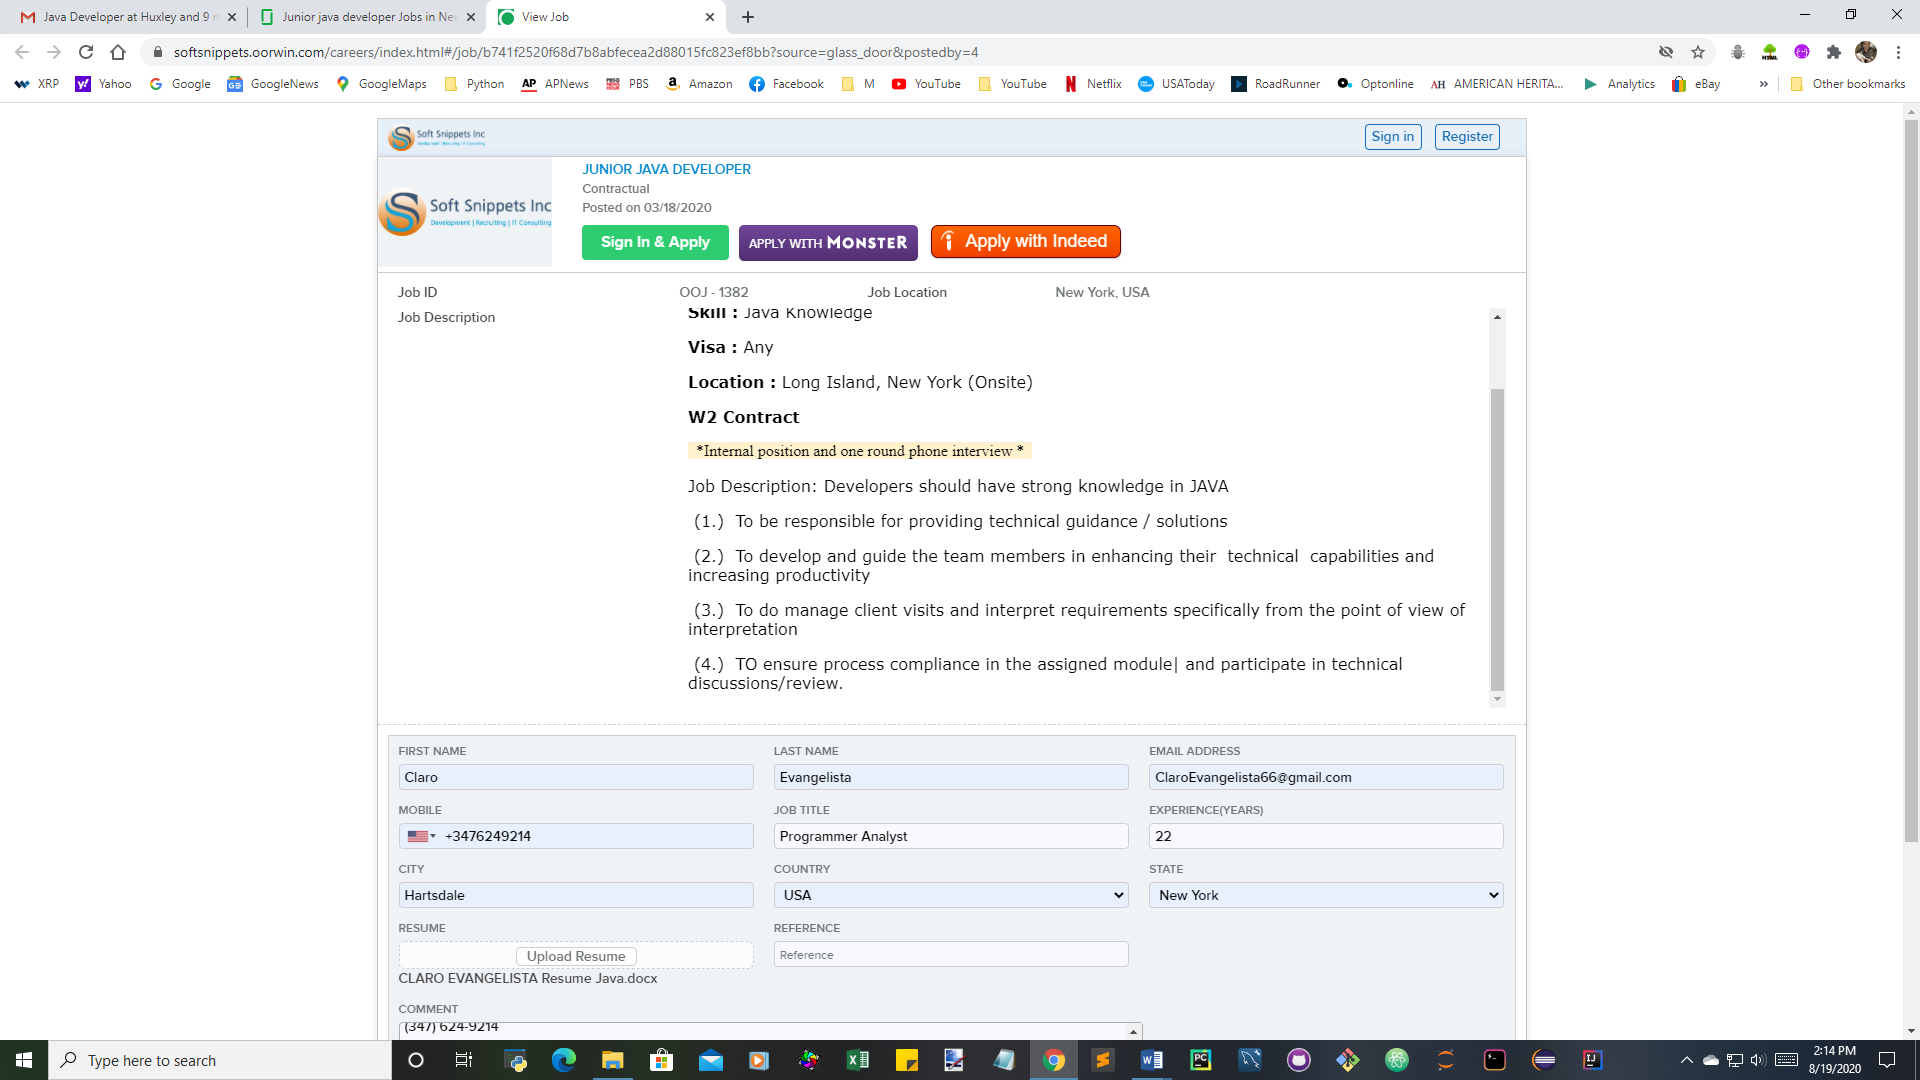 Java Developer at Huxley and 9 m
Junior java developer Jobs in Nev
View Job
softsnippets.oorwin.com/careers/index.html#/job/b741f2520f68d7b8abfecea2d88015fc823ef8bb?source=glass_door&postedby=4
XRP Yahoo Google GoogleNews GoogleMaps Python APNews PBS Amazon Facebook M YouTube YouTube Netflix USAToday RoadRunner Optonline AMERICAN HERITA... Analytics eBay » Other bookmarks
Soft Snippets Inc
Sign in Register
JUNIOR JAVA DEVELOPER
Contractual
Posted on 03/18/2020
Soft Snippets Inc
Development | Recruiting | IT Consulting
Sign In & Apply APPLY WITH MONSTER Apply with Indeed
Job ID OOJ - 1382 Job Location New York, USA
Job Description
Skill : Java Knowledge
Visa : Any
Location : Long Island, New York (Onsite)
W2 Contract
*Internal position and one round phone interview *
Job Description: Developers should have strong knowledge in JAVA
(1.) To be responsible for providing technical guidance / solutions
(2.) To develop and guide the team members in enhancing their technical capabilities and
increasing productivity
(3.) To do manage client visits and interpret requirements specifically from the point of view of
interpretation
(4.) TO ensure process compliance in the assigned module| and participate in technical
discussions/review.
FIRST NAME LAST NAME EMAIL ADDRESS
Claro Evangelista ClaroEvangelista66@gmail.com
MOBILE JOB TITLE EXPERIENCE(YEARS)
+3476249214 Programmer Analyst 22
CITY COUNTRY STATE
Hartsdale USA New York
RESUME REFERENCE
Upload Resume Reference
CLARO EVANGELISTA Resume Java.docx
COMMENT
(347) 624-9214
Type here to search
2:14 PM
8/19/2020